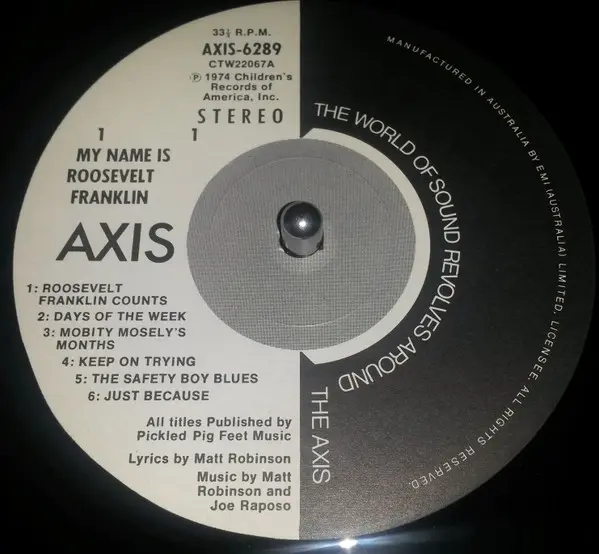 33⅓ R.P.M.
AXIS-6289
CTW22067A
Ⓟ 1974 Children's
Records of
America, Inc.
STEREO
1 1
MY NAME IS
ROOSEVELT
FRANKLIN
AXIS
1: ROOSEVELT
FRANKLIN COUNTS
2: DAYS OF THE WEEK
3: MOBITY MOSELY'S
MONTHS
4: KEEP ON TRYING
5: THE SAFETY BOY BLUES
6: JUST BECAUSE
All titles Published by
Pickled Pig Feet Music
Lyrics by Matt Robinson
Music by Matt
Robinson and
Joe Raposo
THE WORLD OF SOUND REVOLVES AROUND
THE AXIS
MANUFACTURED IN AUSTRALIA BY EMI (AUSTRALIA) LIMITED. LICENSEE. ALL RIGHTS RESERVED.